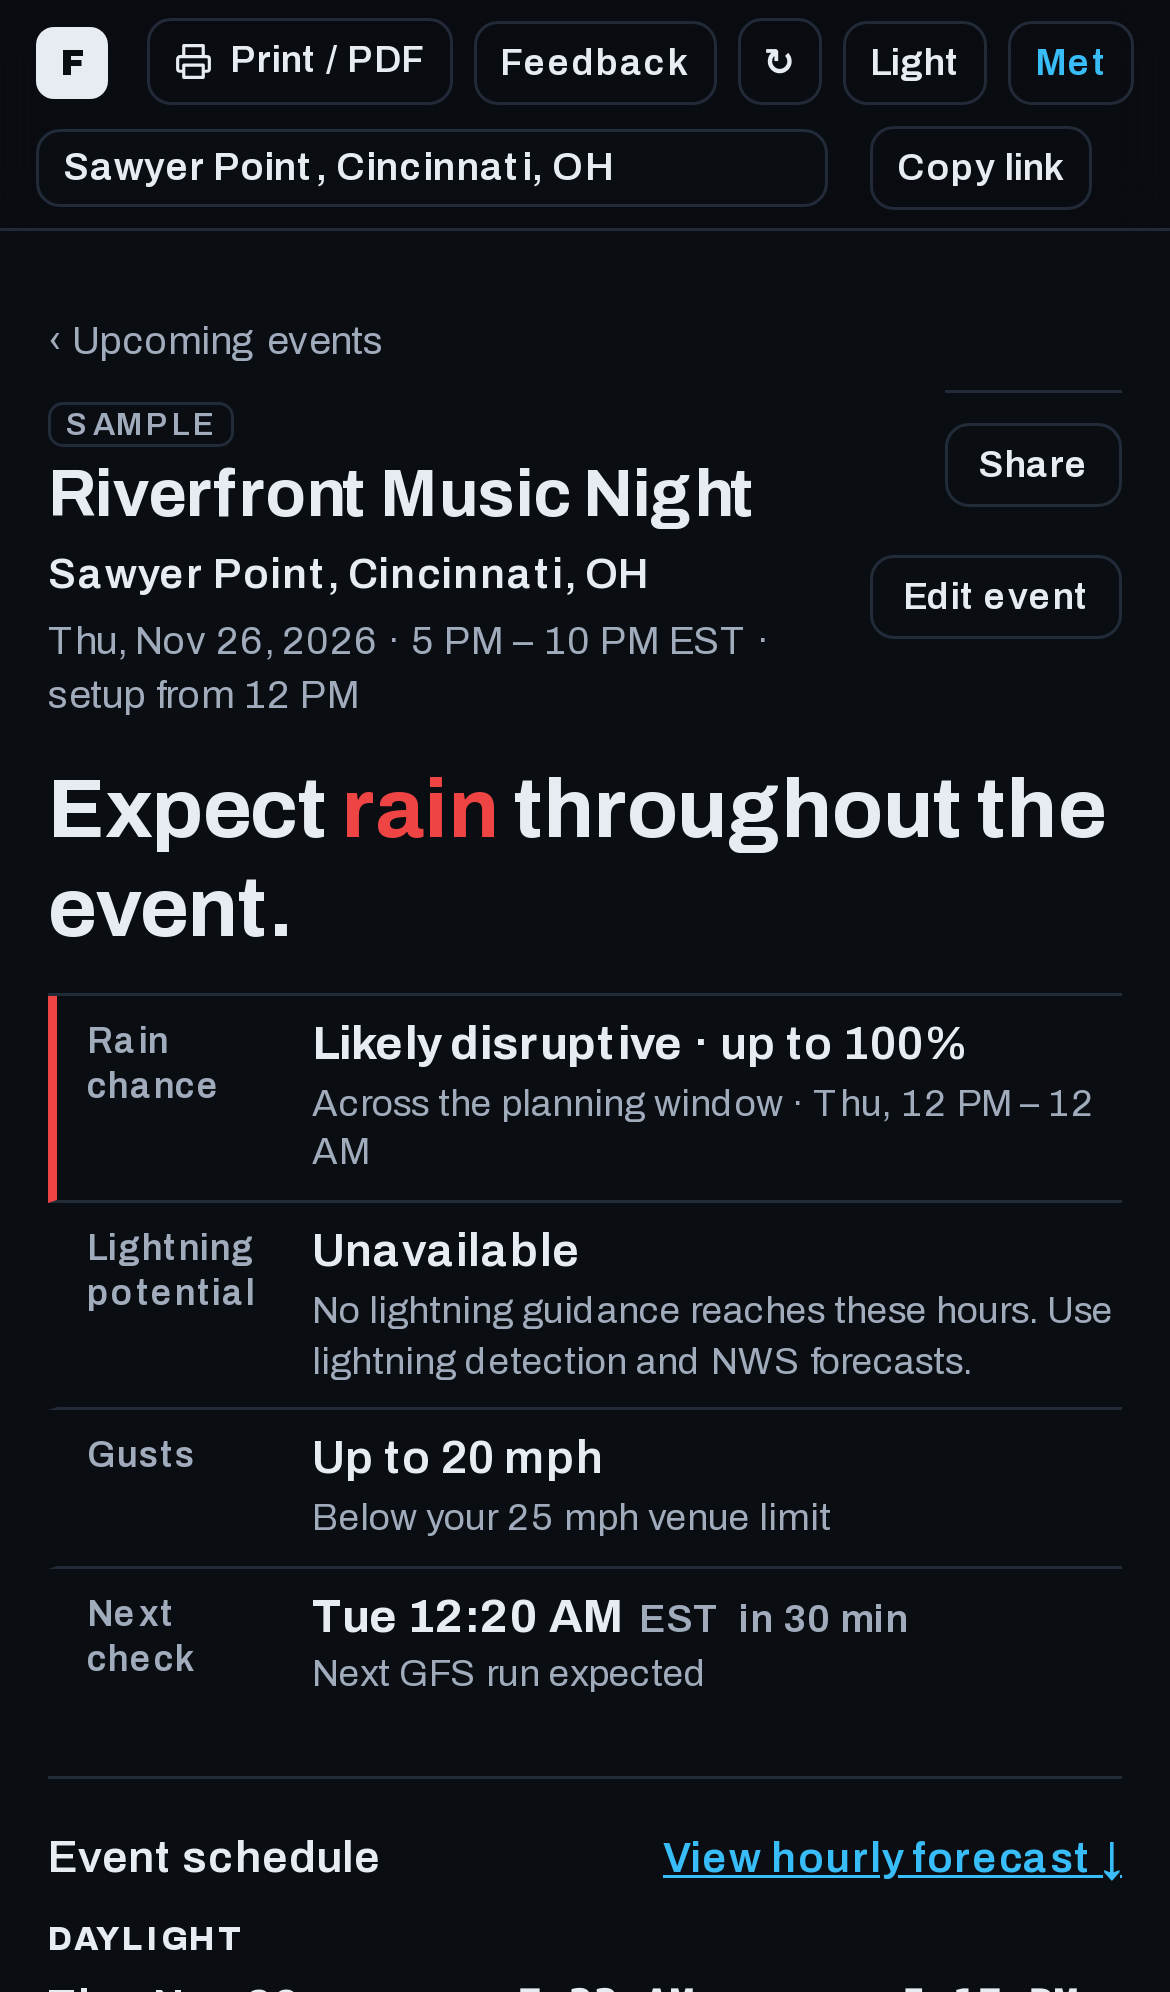 F Print / PDF Feedback ↻ Light Met
Sawyer Point, Cincinnati, OH Copy link
‹ Upcoming events
SAMPLE
Share
Riverfront Music Night
Sawyer Point, Cincinnati, OH
Edit event
Thu, Nov 26, 2026 · 5 PM – 10 PM EST ·
setup from 12 PM
Expect rain throughout the
event.
Rain
chance
Likely disruptive · up to 100%
Across the planning window · Thu, 12 PM – 12
AM
Lightning
potential
Unavailable
No lightning guidance reaches these hours. Use
lightning detection and NWS forecasts.
Gusts
Up to 20 mph
Below your 25 mph venue limit
Next
check
Tue 12:20 AM EST in 30 min
Next GFS run expected
Event schedule View hourly forecast ↓
DAYLIGHT